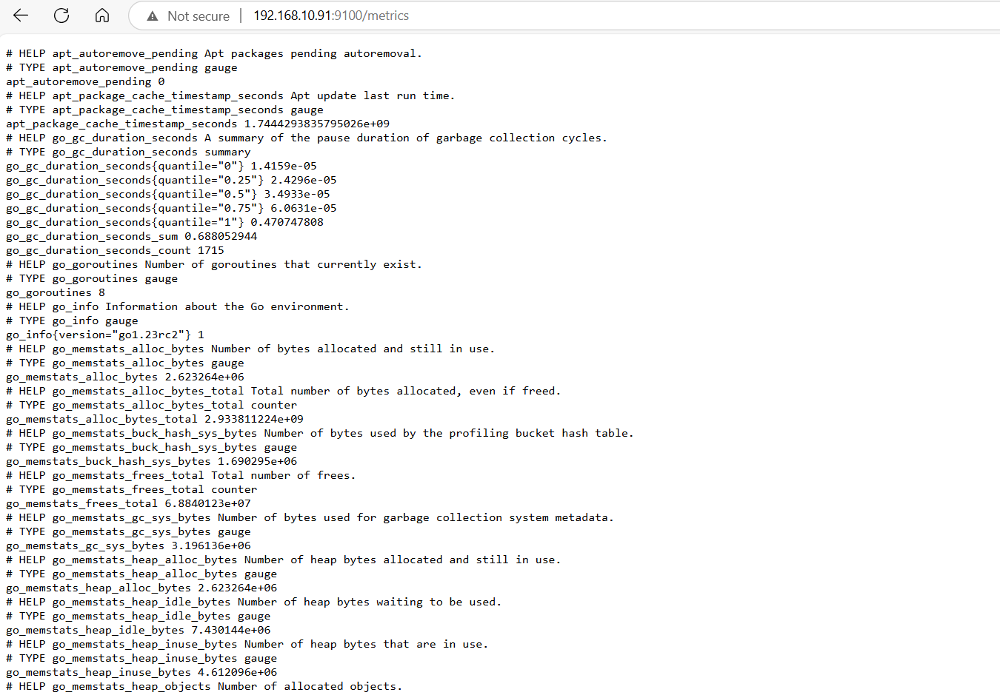 Not secure | 192.168.10.91:9100/metrics
# HELP apt_autoremove_pending Apt packages pending autoremoval.
# TYPE apt_autoremove_pending gauge
apt_autoremove_pending 0
# HELP apt_package_cache_timestamp_seconds Apt update last run time.
# TYPE apt_package_cache_timestamp_seconds gauge
apt_package_cache_timestamp_seconds 1.7444293835795026e+09
# HELP go_gc_duration_seconds A summary of the pause duration of garbage collection cycles.
# TYPE go_gc_duration_seconds summary
go_gc_duration_seconds{quantile="0"} 1.4159e-05
go_gc_duration_seconds{quantile="0.25"} 2.4296e-05
go_gc_duration_seconds{quantile="0.5"} 3.4933e-05
go_gc_duration_seconds{quantile="0.75"} 6.0631e-05
go_gc_duration_seconds{quantile="1"} 0.470747808
go_gc_duration_seconds_sum 0.688052944
go_gc_duration_seconds_count 1715
# HELP go_goroutines Number of goroutines that currently exist.
# TYPE go_goroutines gauge
go_goroutines 8
# HELP go_info Information about the Go environment.
# TYPE go_info gauge
go_info{version="go1.23rc2"} 1
# HELP go_memstats_alloc_bytes Number of bytes allocated and still in use.
# TYPE go_memstats_alloc_bytes gauge
go_memstats_alloc_bytes 2.623264e+06
# HELP go_memstats_alloc_bytes_total Total number of bytes allocated, even if freed.
# TYPE go_memstats_alloc_bytes_total counter
go_memstats_alloc_bytes_total 2.933811224e+09
# HELP go_memstats_buck_hash_sys_bytes Number of bytes used by the profiling bucket hash table.
# TYPE go_memstats_buck_hash_sys_bytes gauge
go_memstats_buck_hash_sys_bytes 1.690295e+06
# HELP go_memstats_frees_total Total number of frees.
# TYPE go_memstats_frees_total counter
go_memstats_frees_total 6.8840123e+07
# HELP go_memstats_gc_sys_bytes Number of bytes used for garbage collection system metadata.
# TYPE go_memstats_gc_sys_bytes gauge
go_memstats_gc_sys_bytes 3.196136e+06
# HELP go_memstats_heap_alloc_bytes Number of heap bytes allocated and still in use.
# TYPE go_memstats_heap_alloc_bytes gauge
go_memstats_heap_alloc_bytes 2.623264e+06
# HELP go_memstats_heap_idle_bytes Number of heap bytes waiting to be used.
# TYPE go_memstats_heap_idle_bytes gauge
go_memstats_heap_idle_bytes 7.430144e+06
# HELP go_memstats_heap_inuse_bytes Number of heap bytes that are in use.
# TYPE go_memstats_heap_inuse_bytes gauge
go_memstats_heap_inuse_bytes 4.612096e+06
# HELP go_memstats_heap_objects Number of allocated objects.